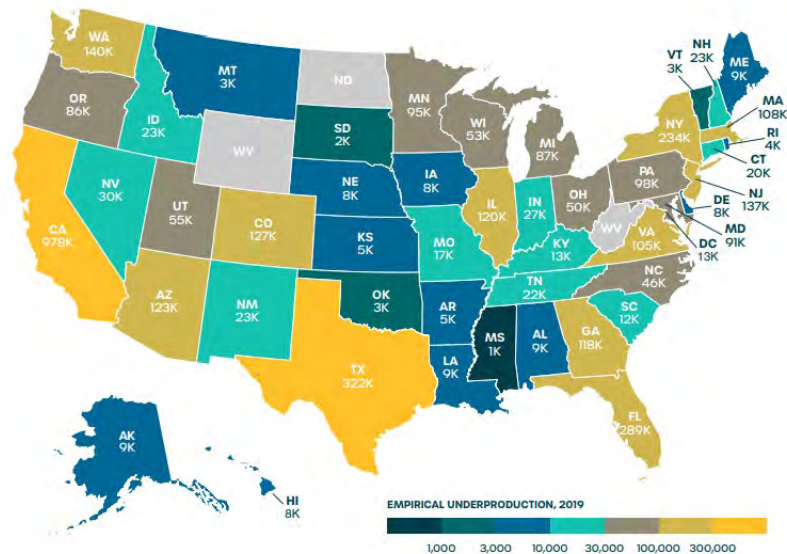 WA
140K
OR
86K
CA
978K
NV
30K
ID
23K
MT
3K
WV
UT
55K
AZ
123K
CO
127K
NM
23K
ND
SD
2K
NE
8K
KS
5K
OK
3K
TX
322K
MN
95K
IA
8K
MO
17K
AR
5K
LA
9K
WI
53K
IL
120K
MI
87K
IN
27K
OH
50K
KY
13K
TN
22K
MS
1K
AL
9K
GA
118K
FL
289K
SC
12K
NC
46K
VA
105K
WV
PA
98K
NY
234K
VT
3K
NH
23K
ME
9K
MA
108K
RI
4K
CT
20K
NJ
137K
DE
8K
MD
91K
DC
13K
AK
9K
HI
8K
EMPIRICAL UNDERPRODUCTION, 2019
1,000 3,000 10,000 30,000 100,000 300,000